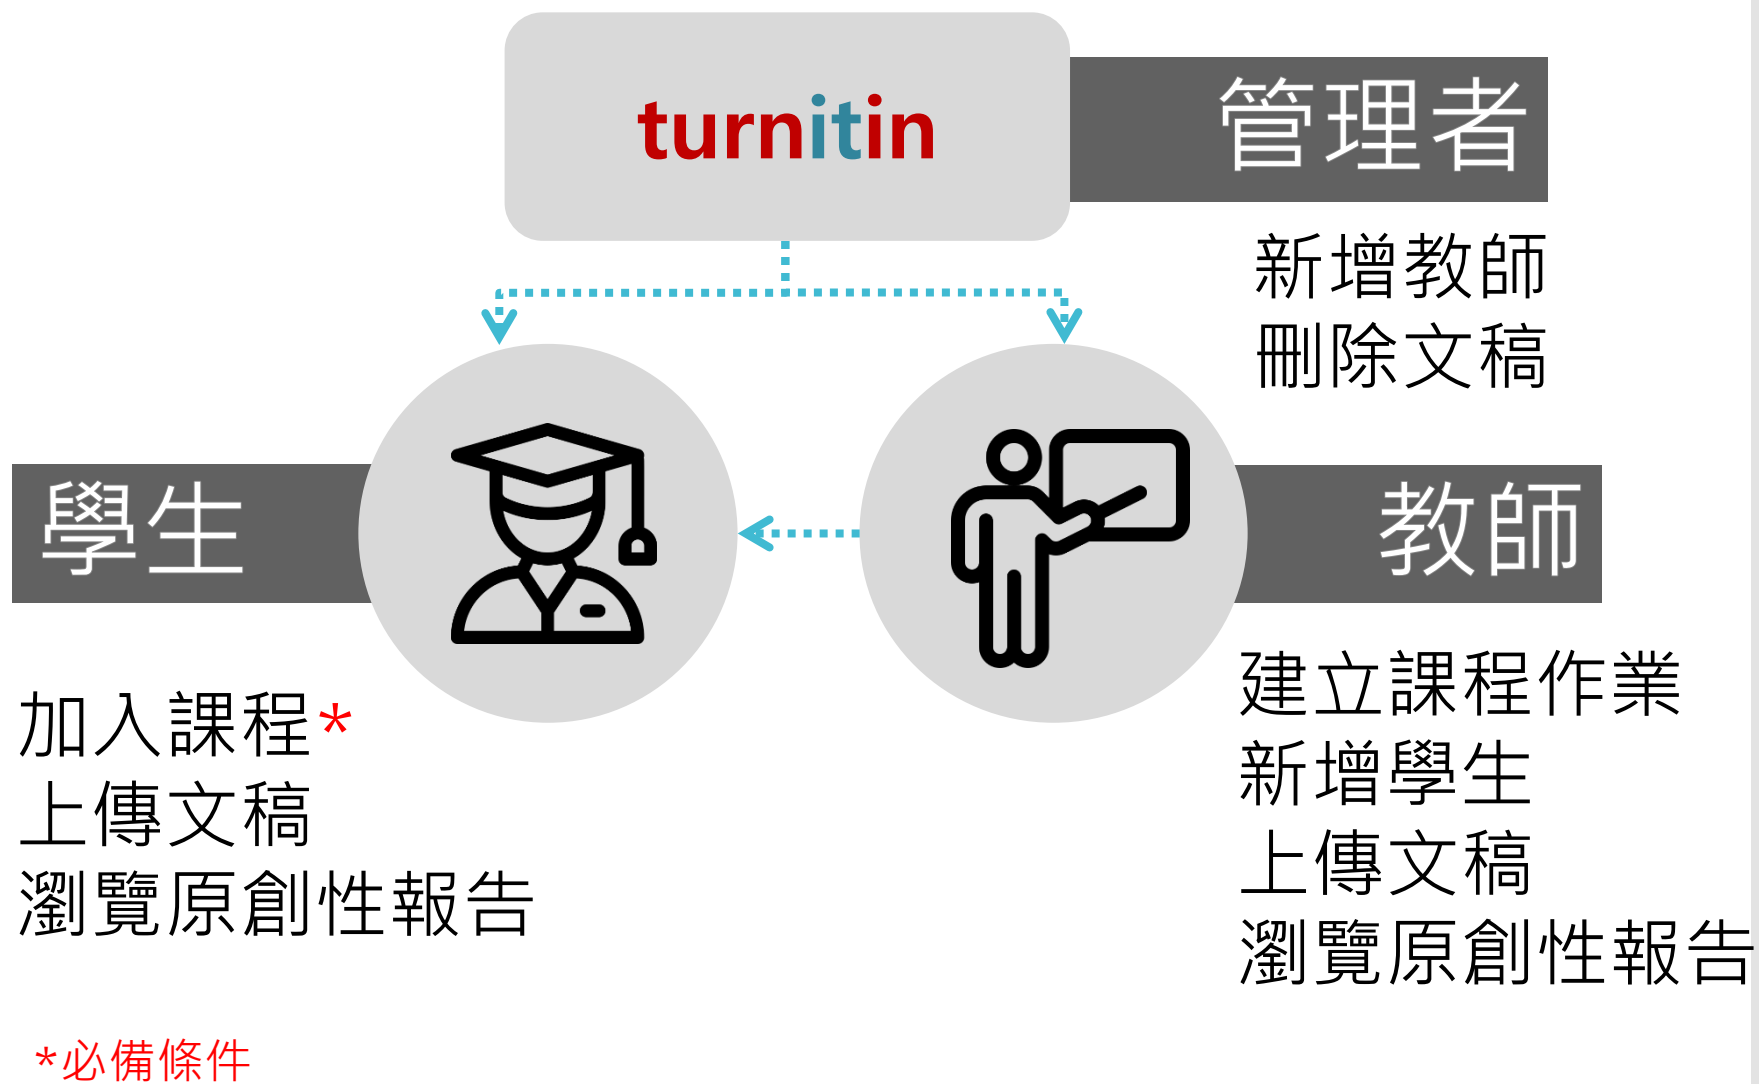 turnitin
管理者
新增教師
刪除文稿
學生
教師
加入課程*
上傳文稿
瀏覽原創性報告
建立課程作業
新增學生
上傳文稿
瀏覽原創性報告
*必備條件